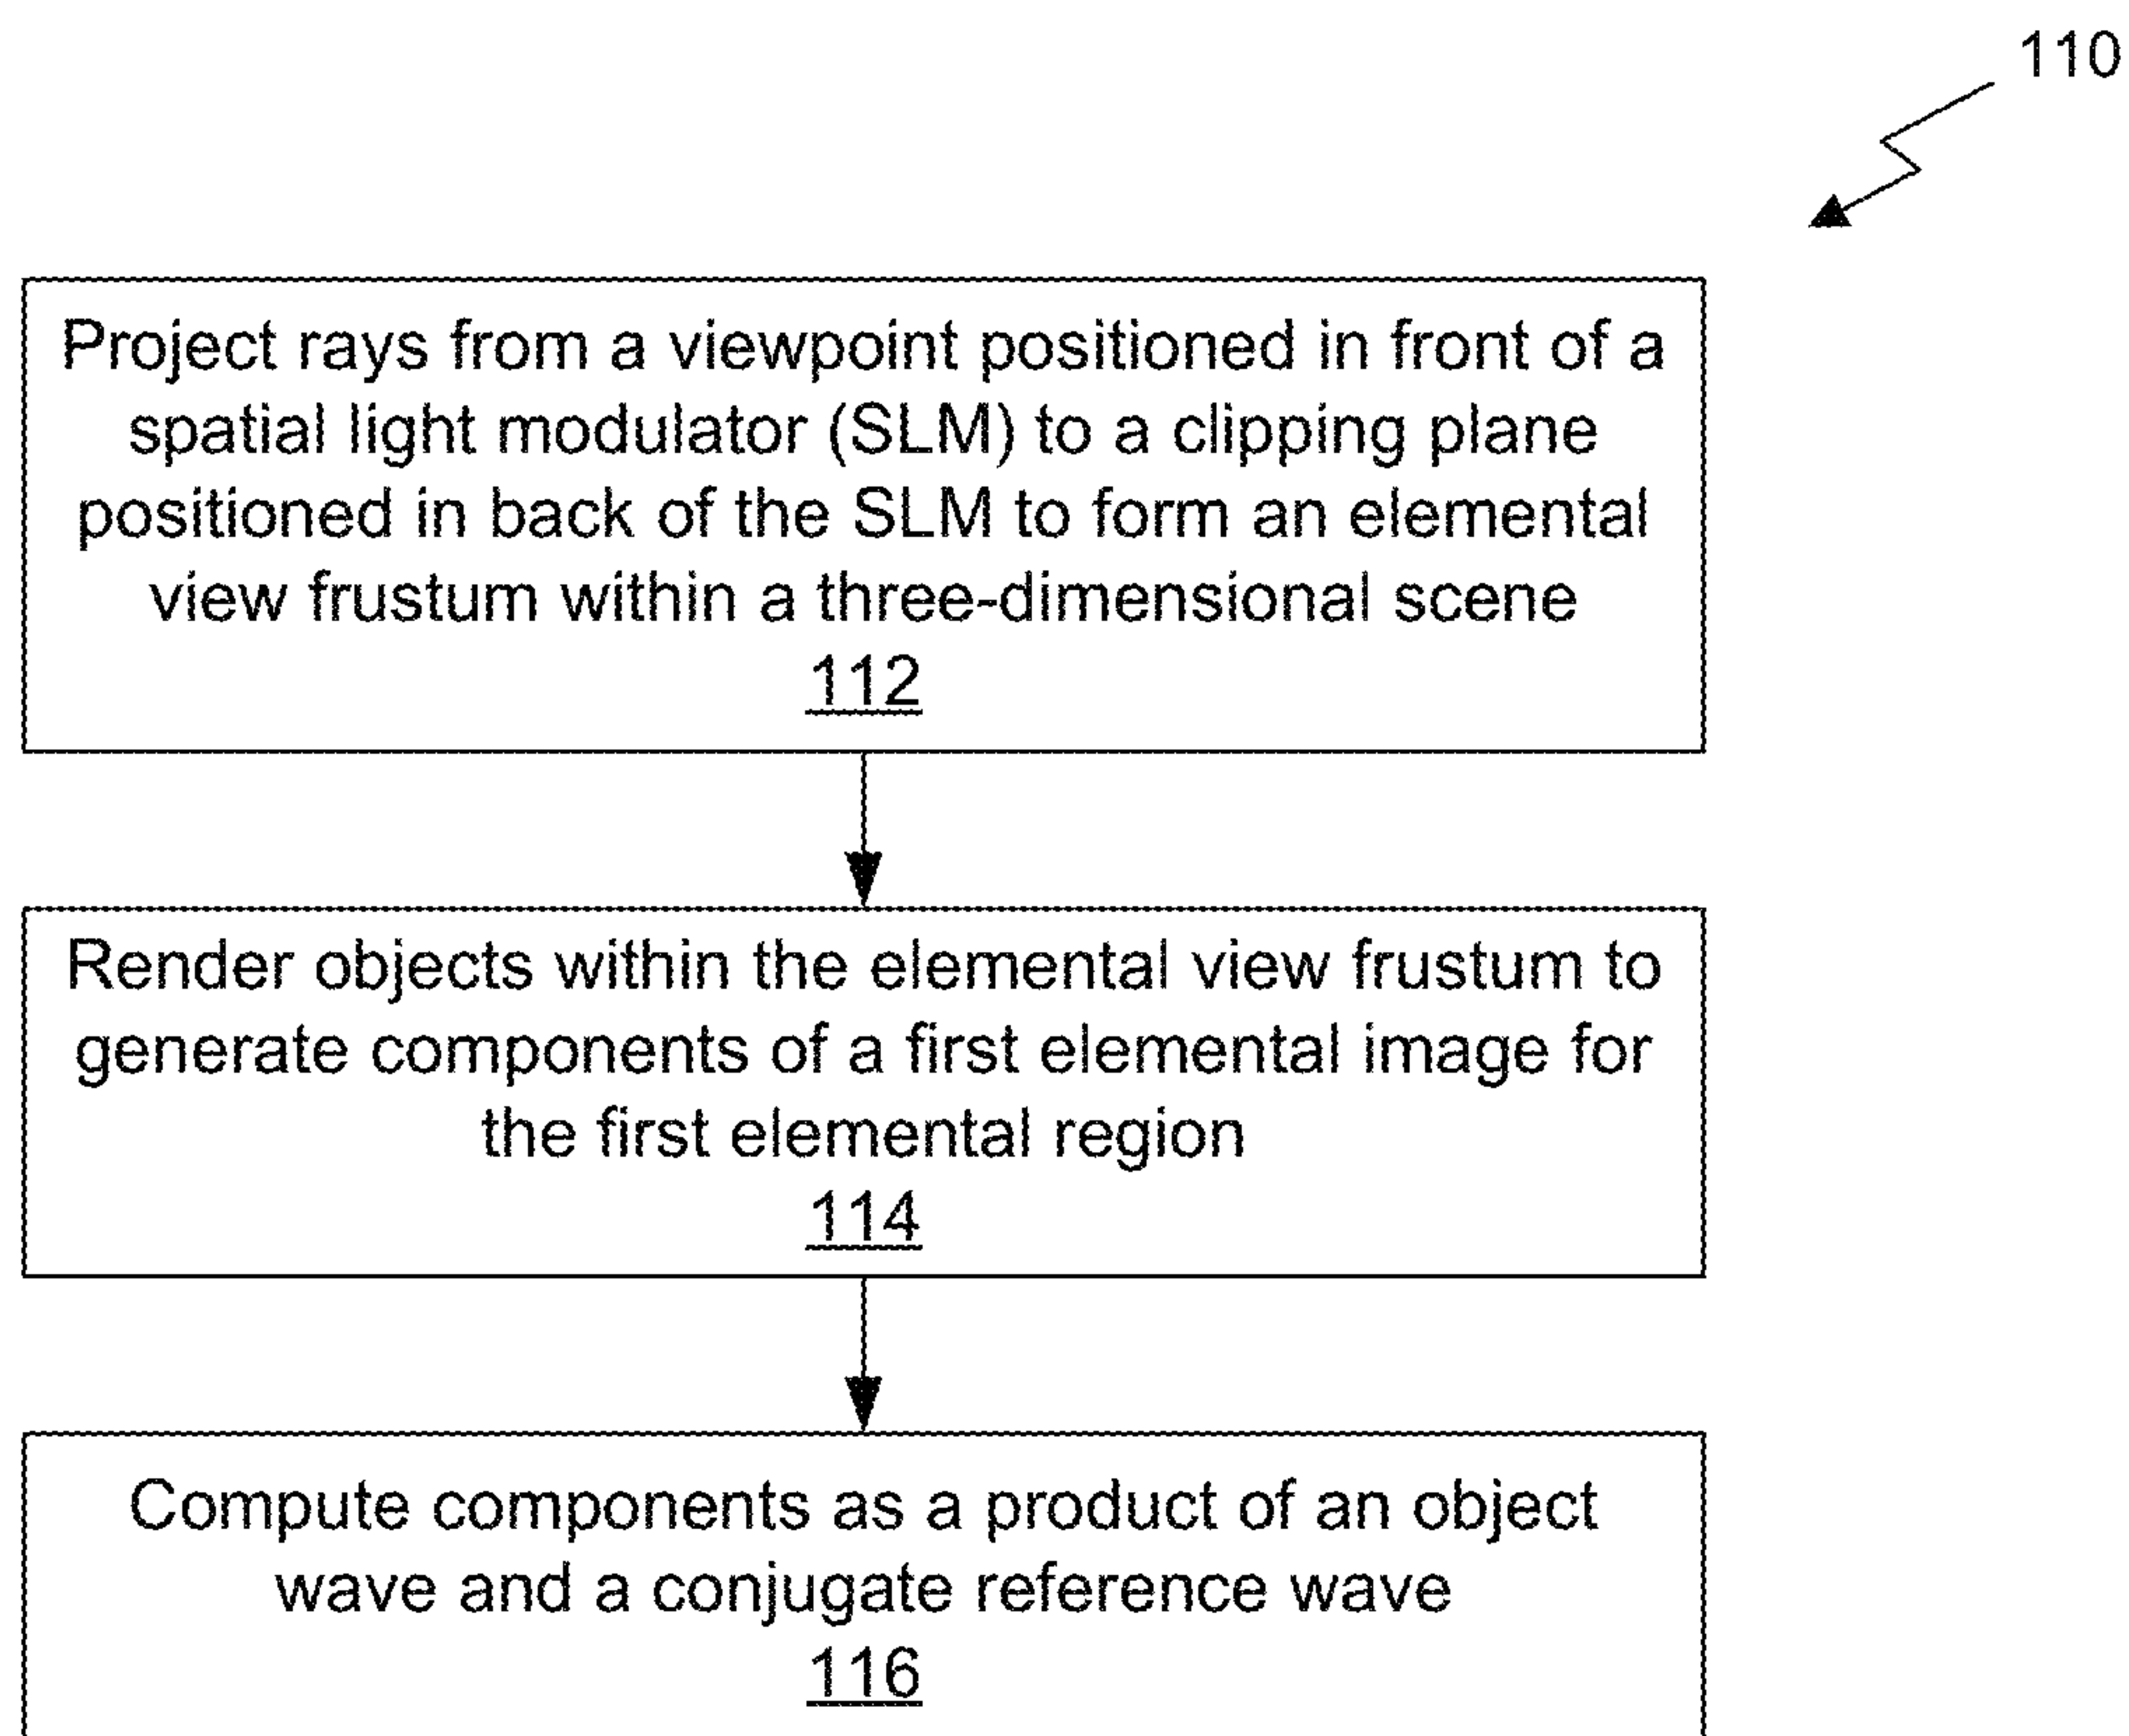 110
Project rays from a viewpoint positioned in front of a
spatial light modulator (SLM) to a clipping plane
positioned in back of the SLM to form an elemental
view frustum within a three-dimensional scene
112
Render objects within the elemental view frustum to
generate components of a first elemental image for
the first elemental region
114
Compute components as a product of an object
wave and a conjugate reference wave
116